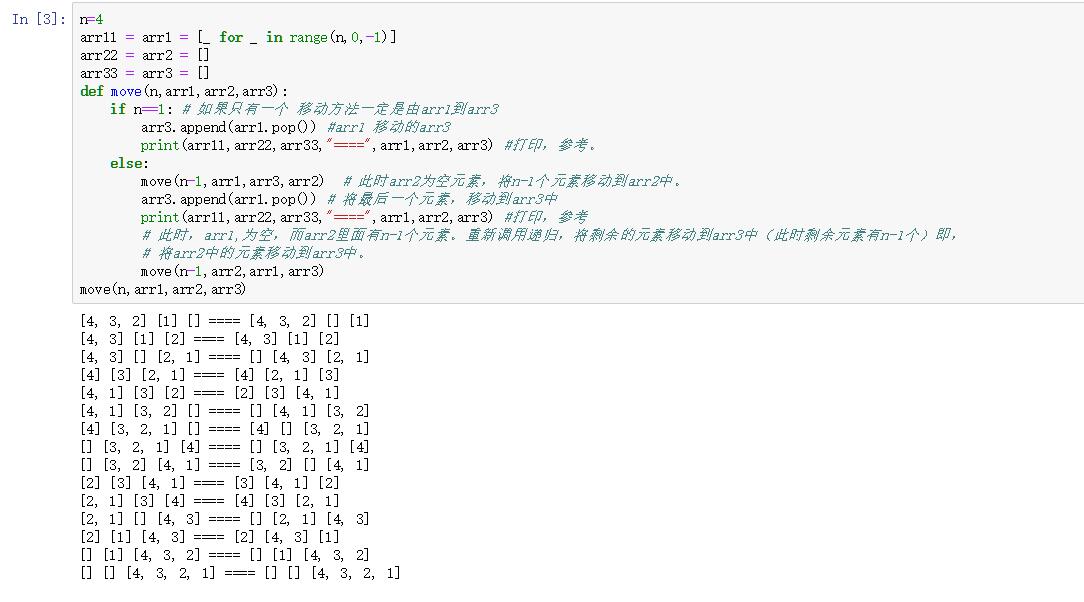 In [3]:
n=4
arr11 = arr1 = [_ for _ in range(n,0,-1)]
arr22 = arr2 = []
arr33 = arr3 = []
def move(n,arr1,arr2,arr3):
    if n==1: # 如果只有一个 移动方法一定是由arr1到arr3
        arr3.append(arr1.pop()) #arr1 移动的arr3
        print(arr11,arr22,arr33,"====",arr1,arr2,arr3) #打印，参考。
    else:
        move(n-1,arr1,arr3,arr2)  # 此时arr2为空元素，将n-1个元素移动到arr2中。
        arr3.append(arr1.pop()) # 将最后一个元素，移动到arr3中
        print(arr11,arr22,arr33,"====",arr1,arr2,arr3) #打印，参考
        # 此时，arr1,为空，而arr2里面有n-1个元素。重新调用递归，将剩余的元素移动到arr3中（此时剩余元素有n-1个）即，
        # 将arr2中的元素移动到arr3中。
        move(n-1,arr2,arr1,arr3)
move(n,arr1,arr2,arr3)
[4, 3, 2] [1] [] ==== [4, 3, 2] [] [1]
[4, 3] [1] [2] ==== [4, 3] [1] [2]
[4, 3] [] [2, 1] ==== [] [4, 3] [2, 1]
[4] [3] [2, 1] ==== [4] [2, 1] [3]
[4, 1] [3] [2] ==== [2] [3] [4, 1]
[4, 1] [3, 2] [] ==== [] [4, 1] [3, 2]
[4] [3, 2, 1] [] ==== [4] [] [3, 2, 1]
[] [3, 2, 1] [4] ==== [] [3, 2, 1] [4]
[] [3, 2] [4, 1] ==== [3, 2] [] [4, 1]
[2] [3] [4, 1] ==== [3] [4, 1] [2]
[2, 1] [3] [4] ==== [4] [3] [2, 1]
[2, 1] [] [4, 3] ==== [] [2, 1] [4, 3]
[2] [1] [4, 3] ==== [2] [4, 3] [1]
[] [1] [4, 3, 2] ==== [] [1] [4, 3, 2]
[] [] [4, 3, 2, 1] ==== [] [] [4, 3, 2, 1]